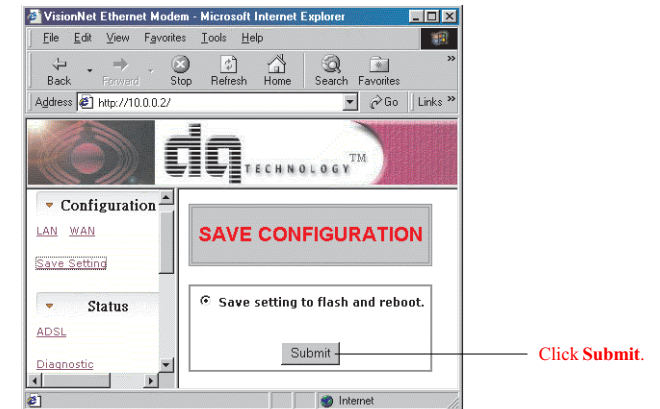 VisionNet Ethernet Modem - Microsoft Internet Explorer
File Edit View Favorites Tools Help
Back Forward Stop Refresh Home Search Favorites »
Address http://10.0.0.2/ Go Links »
dq TECHNOLOGY TM
Configuration
LAN WAN
Save Setting
Status
ADSL
Diagnostic
SAVE CONFIGURATION
Save setting to flash and reboot.
Submit
Click Submit.
Internet